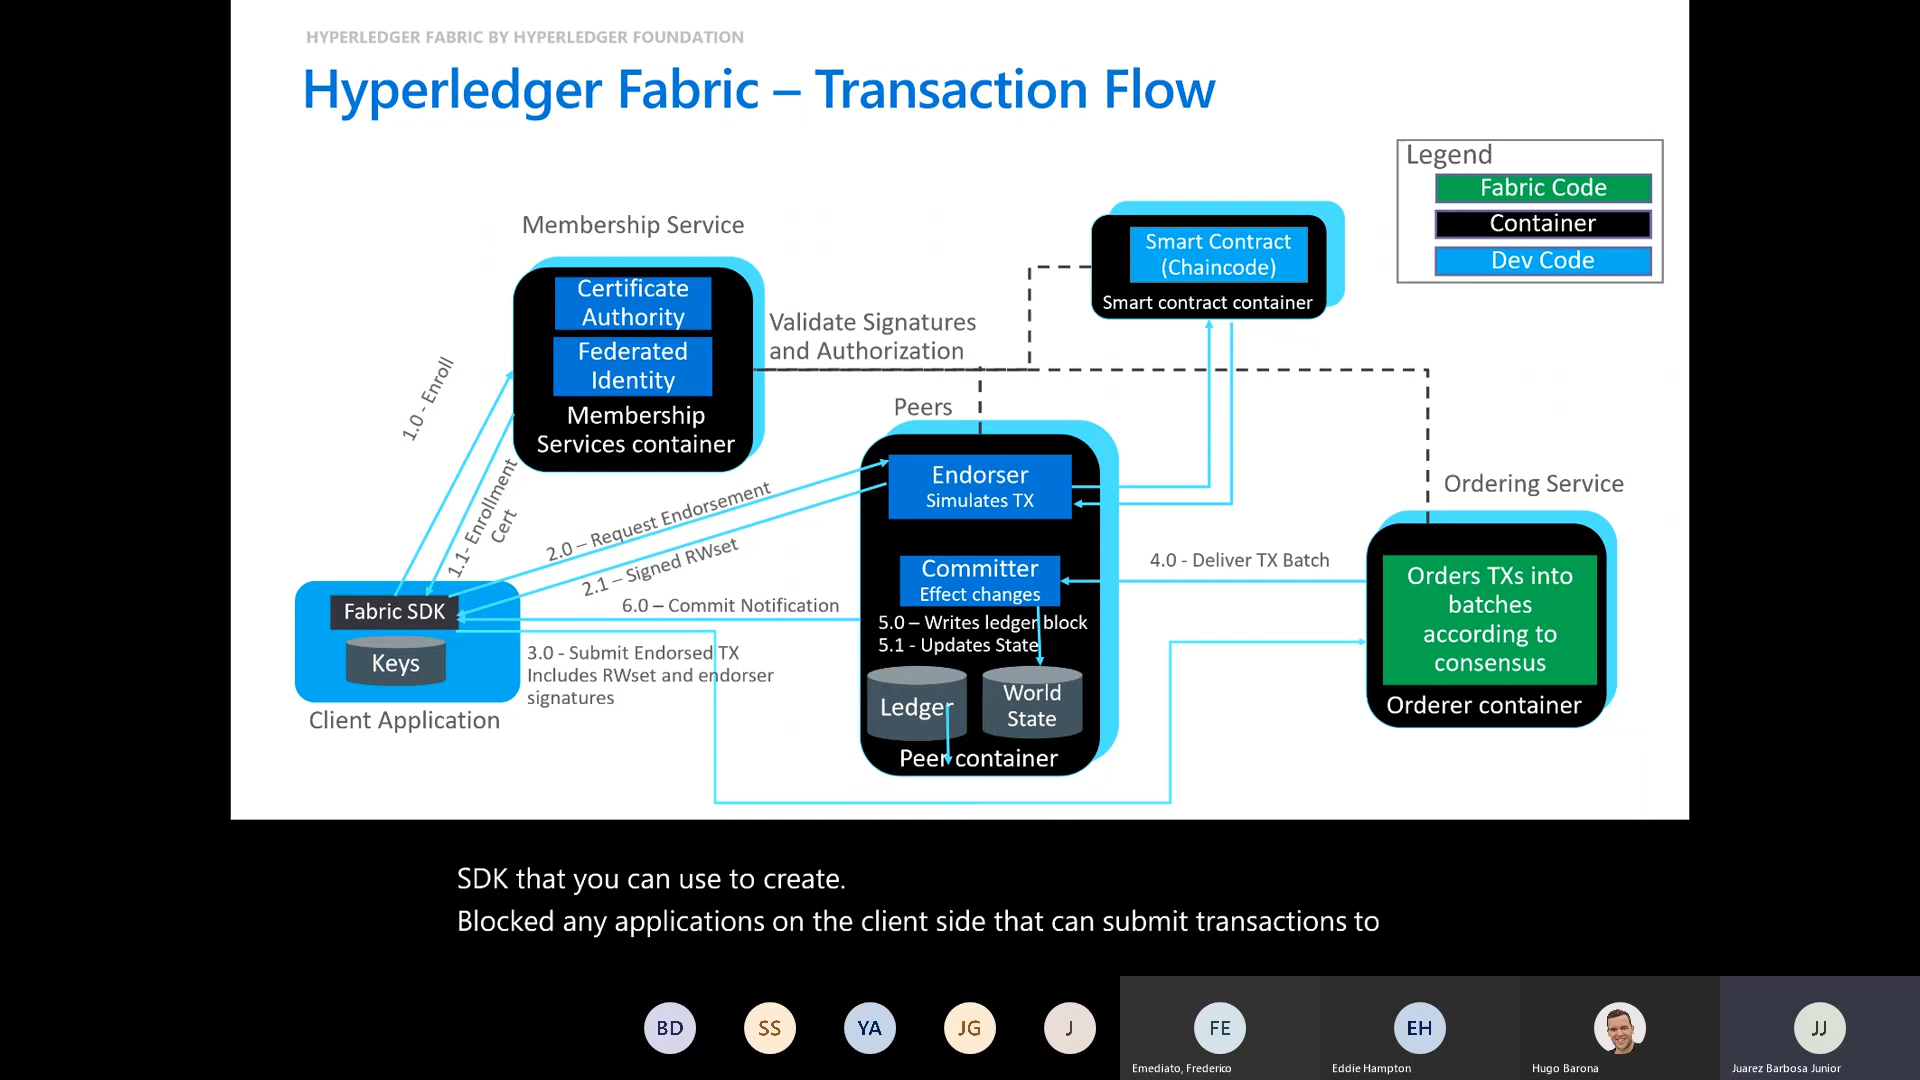 HYPERLEDGER FABRIC BY HYPERLEDGER FOUNDATION
Hyperledger Fabric – Transaction Flow
Legend
Fabric Code
Container
Dev Code
Membership Service
Certificate
Authority
Federated
Identity
Membership
Services container
Validate Signatures
and Authorization
Smart Contract
(Chaincode)
Smart contract container
1.0 - Enroll
1.1- Enrollment
Cert
2.0 – Request Endorsement
2.1 – Signed RWset
6.0 – Commit Notification
3.0 - Submit Endorsed TX
Includes RWset and endorser
signatures
Fabric SDK
Keys
Client Application
Peers
Endorser
Simulates TX
Committer
Effect changes
5.0 – Writes ledger block
5.1 - Updates State
Ledger
World
State
Peer container
4.0 - Deliver TX Batch
Ordering Service
Orders TXs into
batches
according to
consensus
Orderer container
SDK that you can use to create.
Blocked any applications on the client side that can submit transactions to
BD
SS
YA
JG
J
FE
EH
JJ
Emediato, Frederico
Eddie Hampton
Hugo Barona
Juarez Barbosa Junior